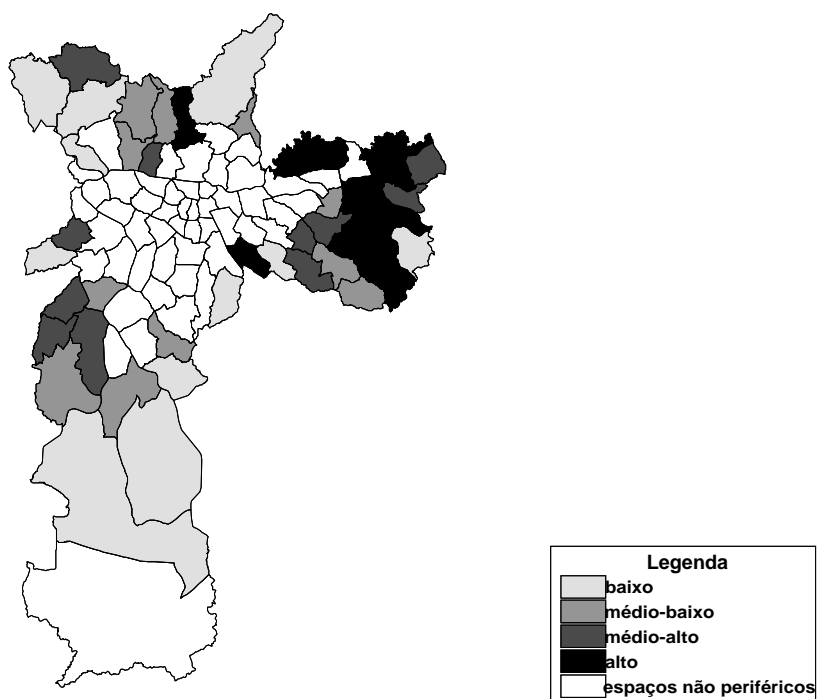 Legenda
baixo
médio-baixo
médio-alto
alto
espaços não periféricos